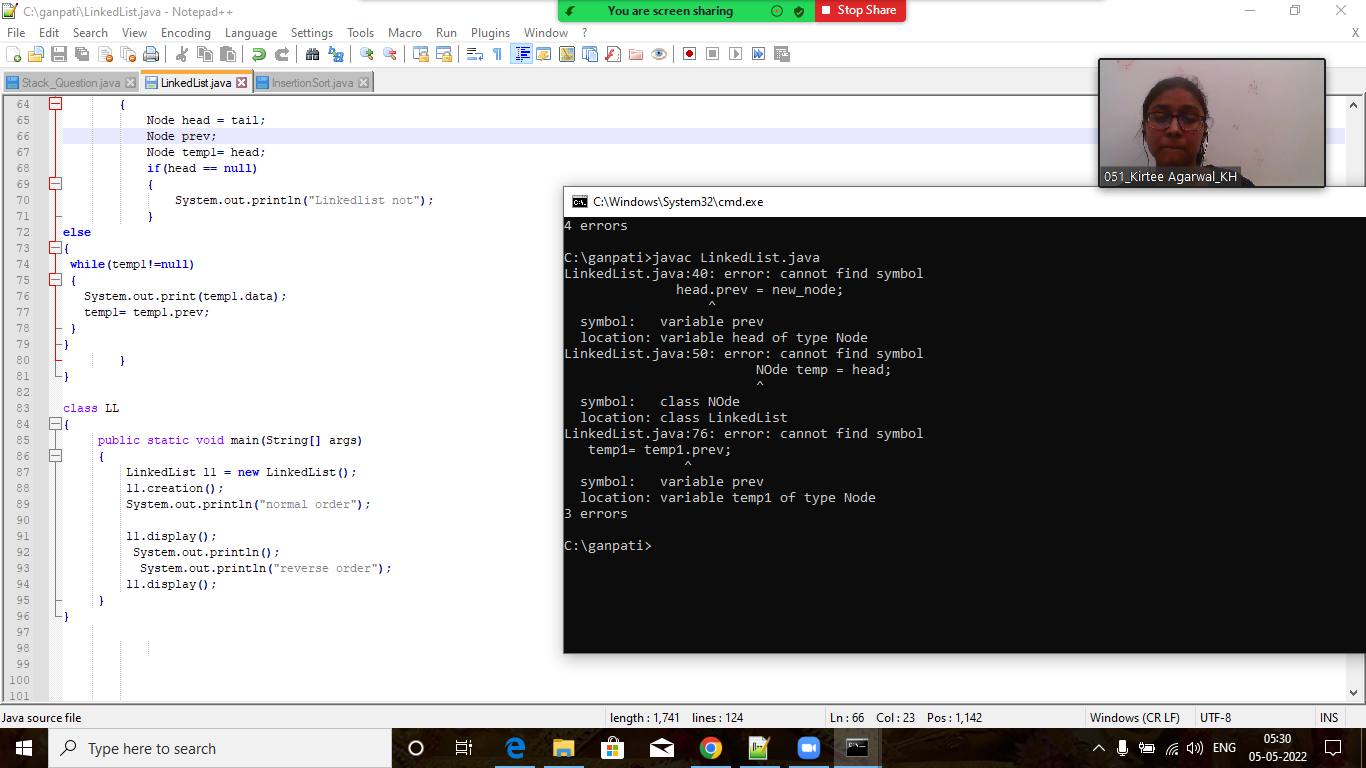 C:\ganpati\LinkedList.java - Notepad++
You are screen sharing
Stop Share
File Edit Search View Encoding Language Settings Tools Macro Run Plugins Window ?
X
Stack_Question.java LinkedList.java InsertionSort.java
64 {
65 Node head = tail;
66 Node prev;
67 Node temp1= head;
68 if(head == null)
69 {
70 System.out.println("Linkedlist not");
71 }
72 else
73 {
74 while(temp1!=null)
75 {
76 System.out.print(temp1.data);
77 temp1= temp1.prev;
78 }
79 }
80 }
81 }
82
83 class LL
84 {
85 public static void main(String[] args)
86 {
87 LinkedList ll = new LinkedList();
88 ll.creation();
89 System.out.println("normal order");
90
91 ll.display();
92 System.out.println();
93 System.out.println("reverse order");
94 ll.display();
95 }
96 }
97
98
99
100
101
051_Kirtee Agarwal_KH
C:\Windows\System32\cmd.exe
4 errors
C:\ganpati>javac LinkedList.java
LinkedList.java:40: error: cannot find symbol
head.prev = new_node;
^
symbol: variable prev
location: variable head of type Node
LinkedList.java:50: error: cannot find symbol
NOde temp = head;
^
symbol: class NOde
location: class LinkedList
LinkedList.java:76: error: cannot find symbol
temp1= temp1.prev;
^
symbol: variable prev
location: variable temp1 of type Node
3 errors
C:\ganpati>
Java source file
length : 1,741 lines : 124
Ln : 66 Col : 23 Pos : 1,142
Windows (CR LF)
UTF-8
INS
Type here to search
ENG
05:30
05-05-2022